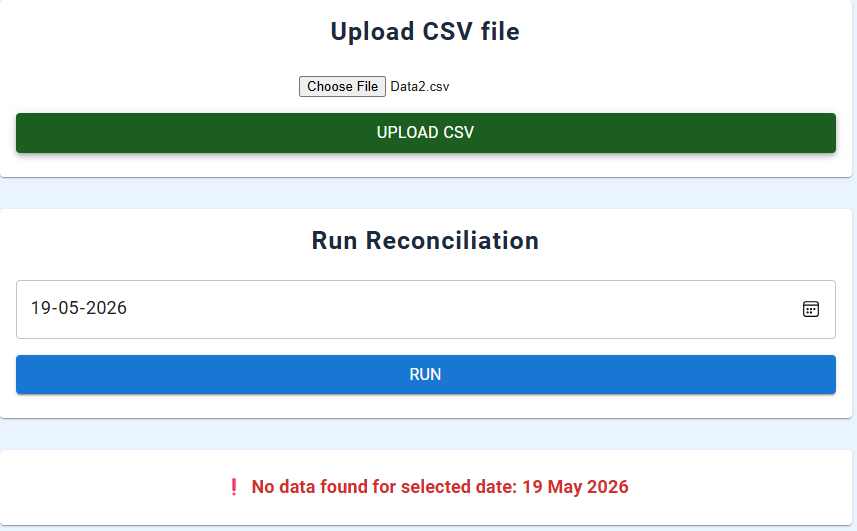 Upload CSV file
Choose File Data2.csv
UPLOAD CSV
Run Reconciliation
19-05-2026
RUN
❗ No data found for selected date: 19 May 2026